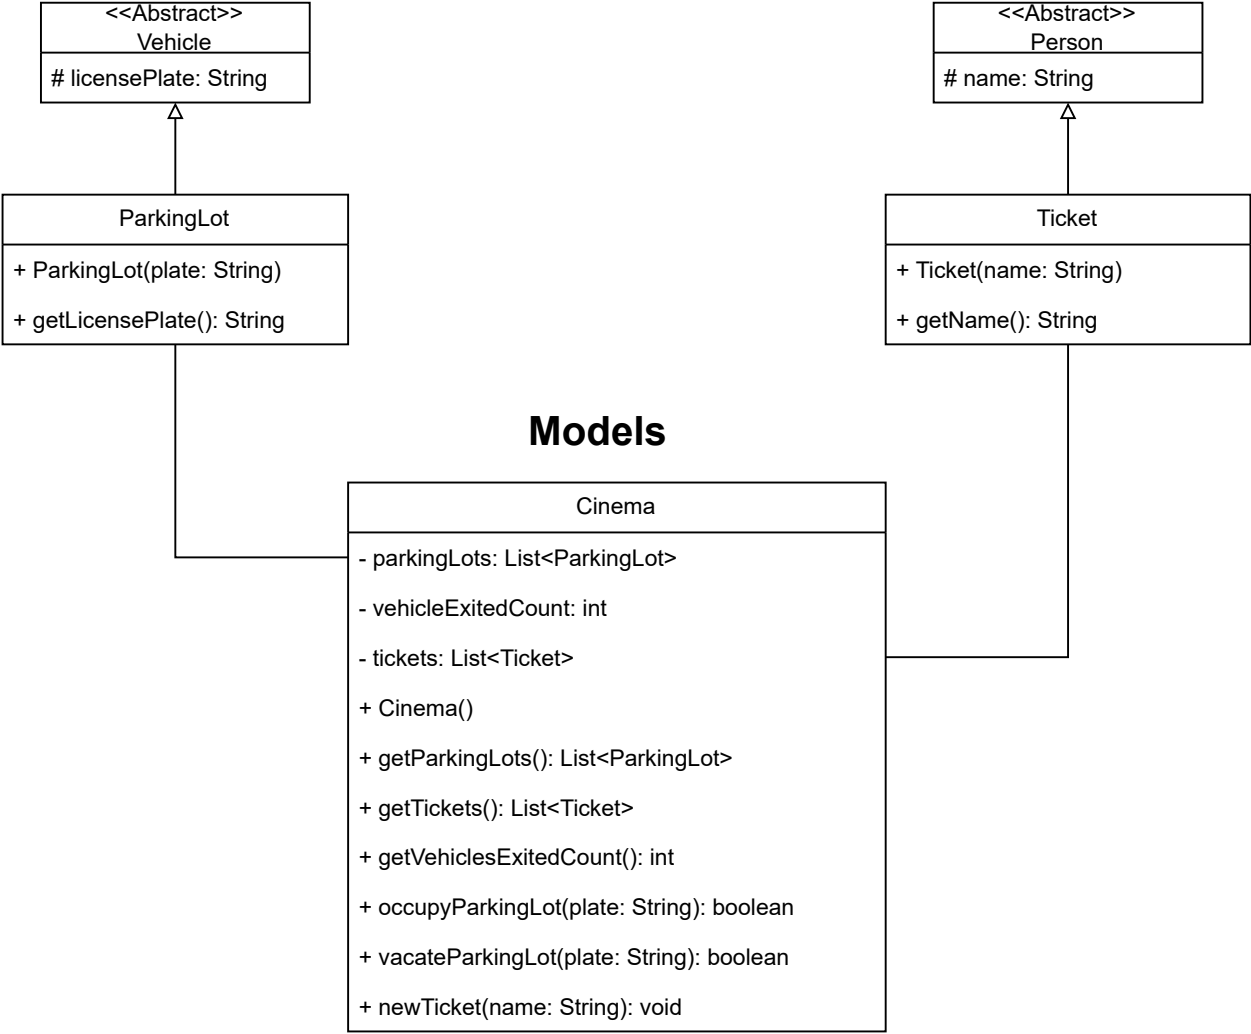 <<Abstract>>
Vehicle
# licensePlate: String
<<Abstract>>
Person
# name: String
ParkingLot
+ ParkingLot(plate: String)
+ getLicensePlate(): String
Ticket
+ Ticket(name: String)
+ getName(): String
Models
Cinema
- parkingLots: List<ParkingLot>
- vehicleExitedCount: int
- tickets: List<Ticket>
+ Cinema()
+ getParkingLots(): List<ParkingLot>
+ getTickets(): List<Ticket>
+ getVehiclesExitedCount(): int
+ occupyParkingLot(plate: String): boolean
+ vacateParkingLot(plate: String): boolean
+ newTicket(name: String): void